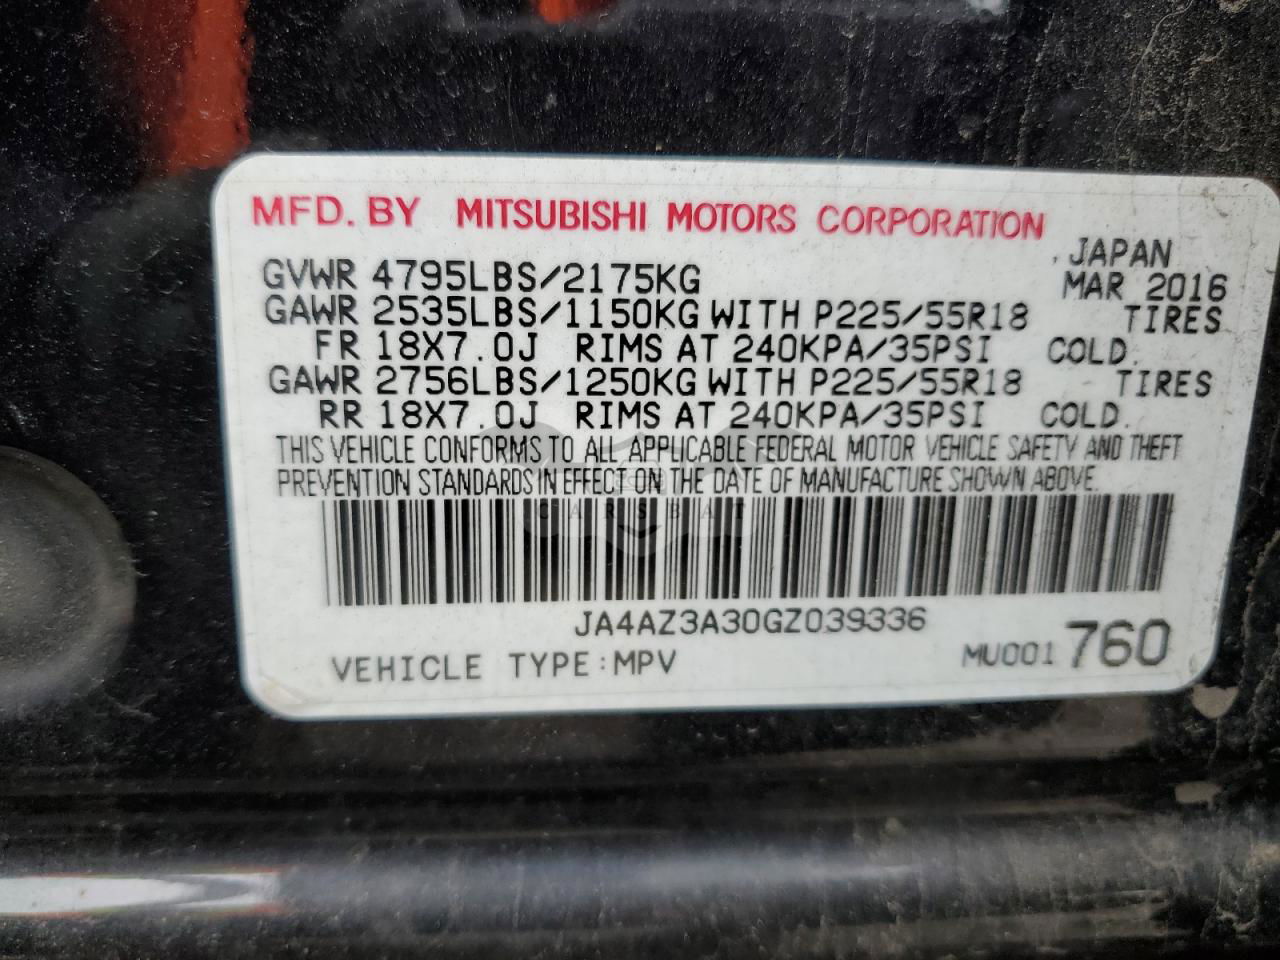 MFD. BY MITSUBISHI MOTORS CORPORATION
JAPAN
GVWR 4795LBS/2175KG MAR 2016
GAWR 2535LBS/1150KG WITH P225/55R18 TIRES
FR 18X7.0J RIMS AT 240KPA/35PSI COLD.
GAWR 2756LBS/1250KG WITH P225/55R18 TIRES
RR 18X7.0J RIMS AT 240KPA/35PSI COLD.
THIS VEHICLE CONFORMS TO ALL APPLICABLE FEDERAL MOTOR VEHICLE SAFETY AND THEFT
PREVENTION STANDARDS IN EFFECT ON THE DATE OF MANUFACTURE SHOWN ABOVE.
CARSBAT
JA4AZ3A30GZ039336
VEHICLE TYPE:MPV MU001760